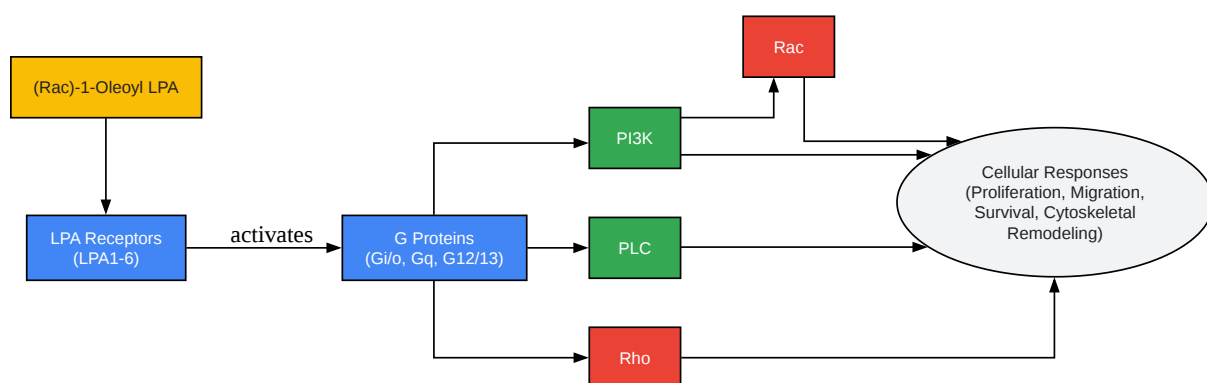 Rac
(Rac)-1-Oleoyl LPA
PI3K
Cellular Responses
(Proliferation, Migration,
Survival, Cytoskeletal
Remodeling)
LPA Receptors
(LPA1-6)
activates
G Proteins
(Gi/o, Gq, G12/13)
PLC
Rho